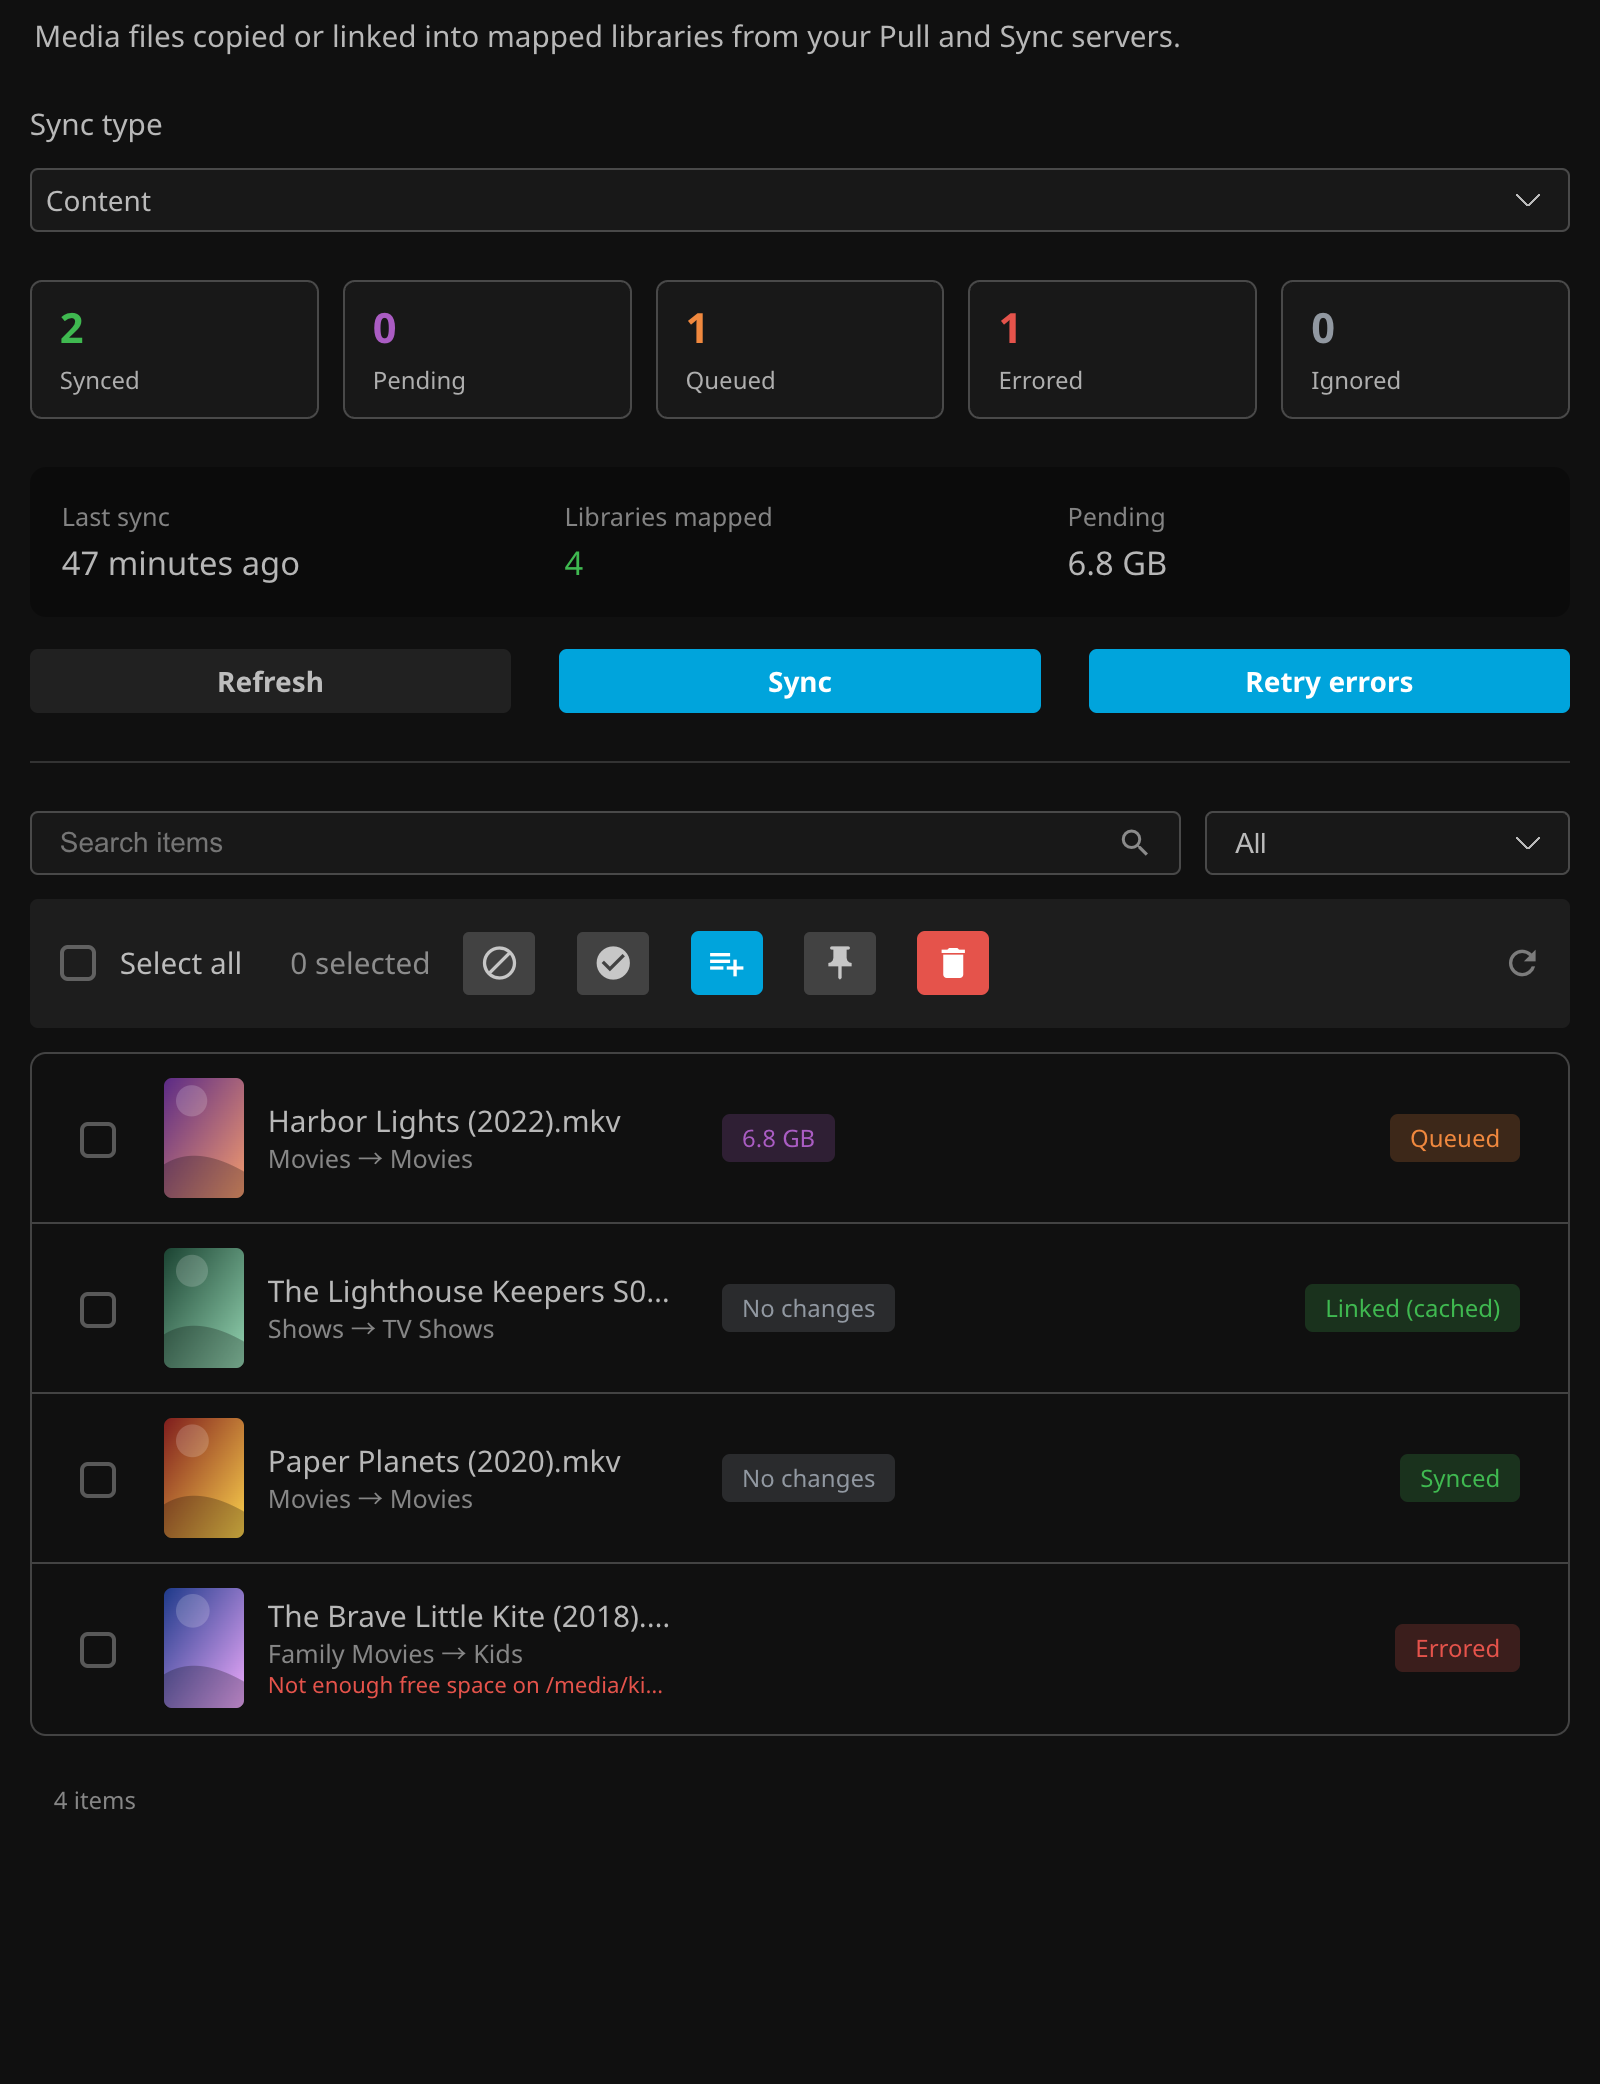 Media files copied or linked into mapped libraries from your Pull and Sync servers.
Sync type
Content
2
Synced
0
Pending
1
Queued
1
Errored
0
Ignored
Last sync
47 minutes ago
Libraries mapped
4
Pending
6.8 GB
Refresh
Sync
Retry errors
Search items
All
Select all
0 selected
Harbor Lights (2022).mkv
Movies → Movies
6.8 GB
Queued
The Lighthouse Keepers S0...
Shows → TV Shows
No changes
Linked (cached)
Paper Planets (2020).mkv
Movies → Movies
No changes
Synced
The Brave Little Kite (2018)....
Family Movies → Kids
Not enough free space on /media/ki...
Errored
4 items